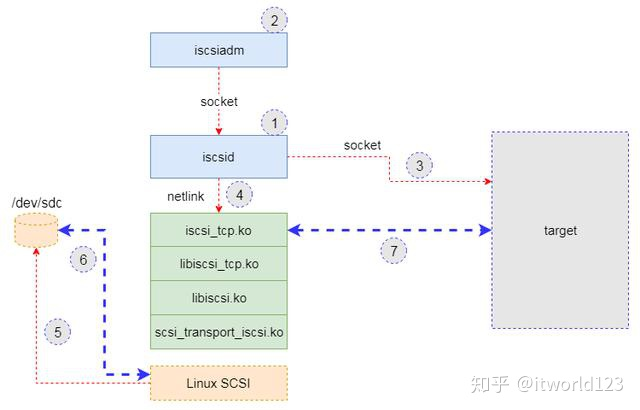 2
iscsiadm
socket
1
iscsid
socket
3
netlink
4
/dev/sdc
iscsi_tcp.ko
target
6
libiscsi_tcp.ko
7
libiscsi.ko
5
scsi_transport_iscsi.ko
Linux SCSI
知乎 @itworld123